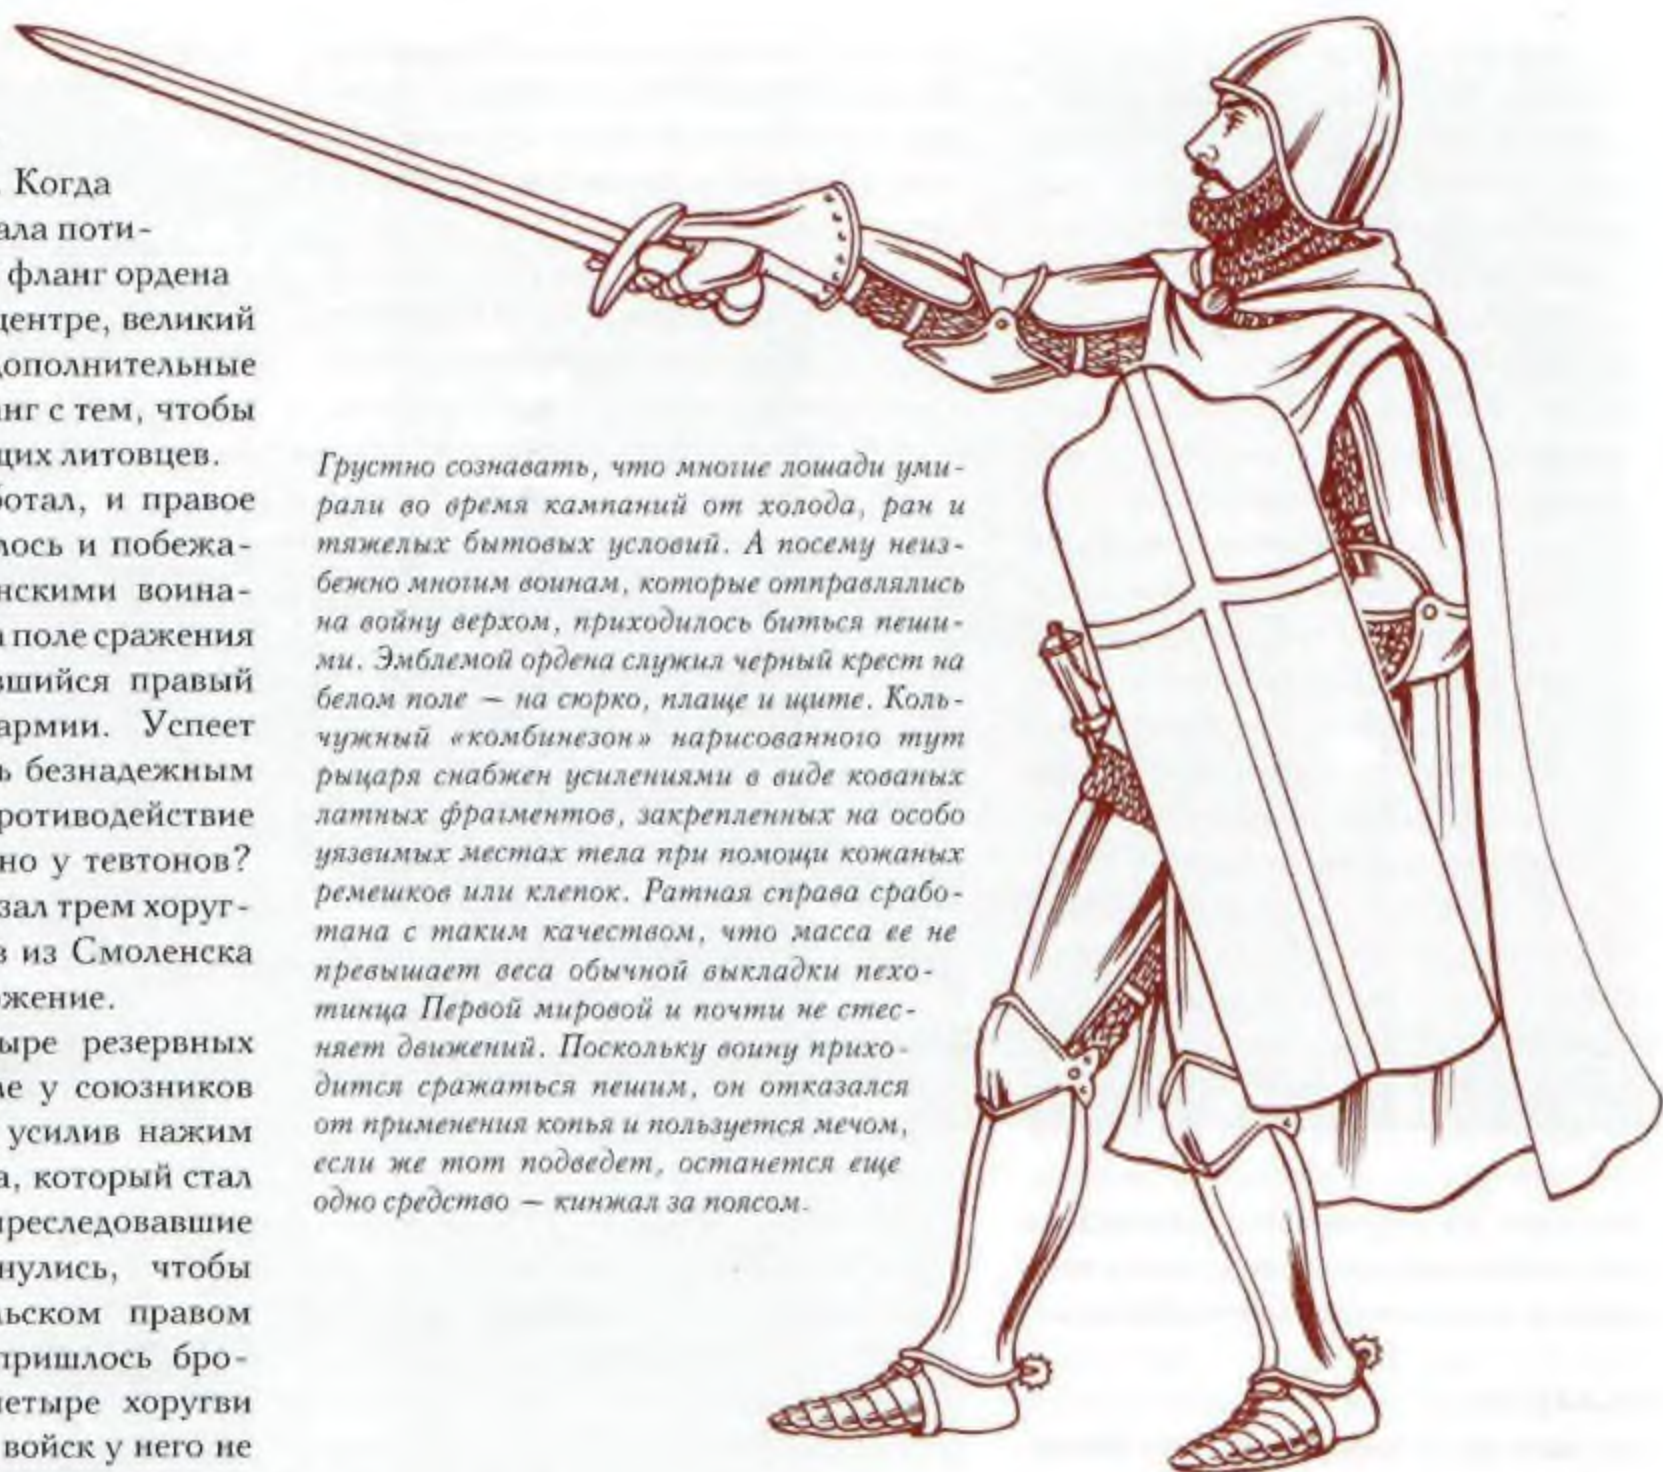 Когда
ала поти-
фланг ордена
центре, великий
дополнительные
нг с тем, чтобы
щих литовцев.
ботал, и правое
лось и побежа-
нскими воина-
а поле сражения
вшийся правый
армии. Успеет
ь безнадежным
ротиводействие
но у тевтонов?
зал трем хоруг-
в из Смоленска
ожение.
ыре резервных
ле у союзников
усилив нажим
а, который стал
преследовавшие
нулись, чтобы
льском правом
пришлось бро-
четыре хоругви
войск у него не
Грустно сознавать, что многие лошади уми-
рали во время кампаний от холода, ран и
тяжелых бытовых условий. А посему неиз-
бежно многим воинам, которые отправлялись
на войну верхом, приходилось биться пеши-
ми. Эмблемой ордена служил черный крест на
белом поле — на сюрко, плаще и щите. Коль-
чужный «комбинезон» нарисованного тут
рыцаря снабжен усилениями в виде кованых
латных фрагментов, закрепленных на особо
уязвимых местах тела при помощи кожаных
ремешков или клепок. Ратная справа срабо-
тана с таким качеством, что масса ее не
превышает веса обычной выкладки пехо-
тинца Первой мировой и почти не стес-
няет движений. Поскольку воину прихо-
дится сражаться пешим, он отказался
от применения копья и пользуется мечом,
если же тот подведет, останется еще
одно средство — кинжал за поясом.